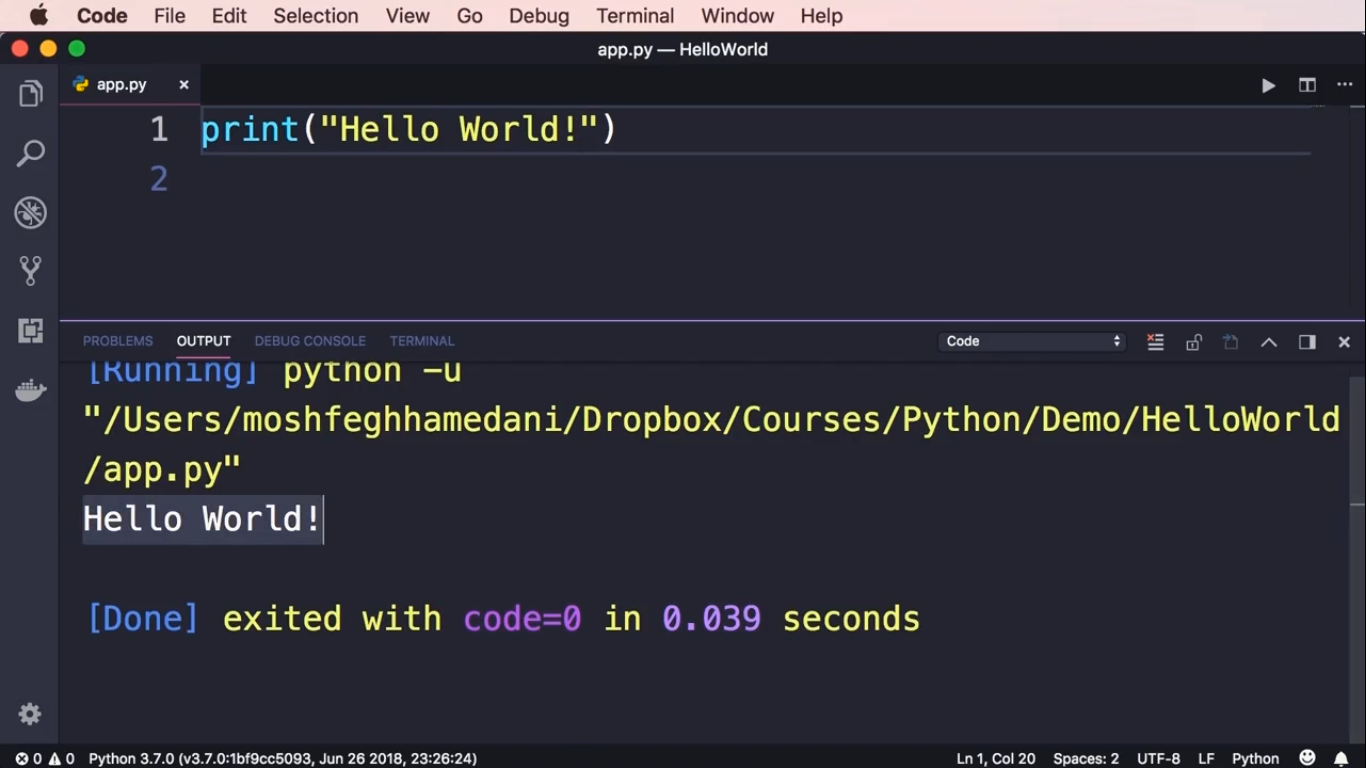 Code File Edit Selection View Go Debug Terminal Window Help
app.py — HelloWorld
app.py
1 print("Hello World!")
2
PROBLEMS OUTPUT DEBUG CONSOLE TERMINAL Code
[Running] python -u
"/Users/moshfeghhamedani/Dropbox/Courses/Python/Demo/HelloWorld
/app.py"
Hello World!
[Done] exited with code=0 in 0.039 seconds
0 0 Python 3.7.0 (v3.7.0:1bf9cc5093, Jun 26 2018, 23:26:24) Ln 1, Col 20 Spaces: 2 UTF-8 LF Python